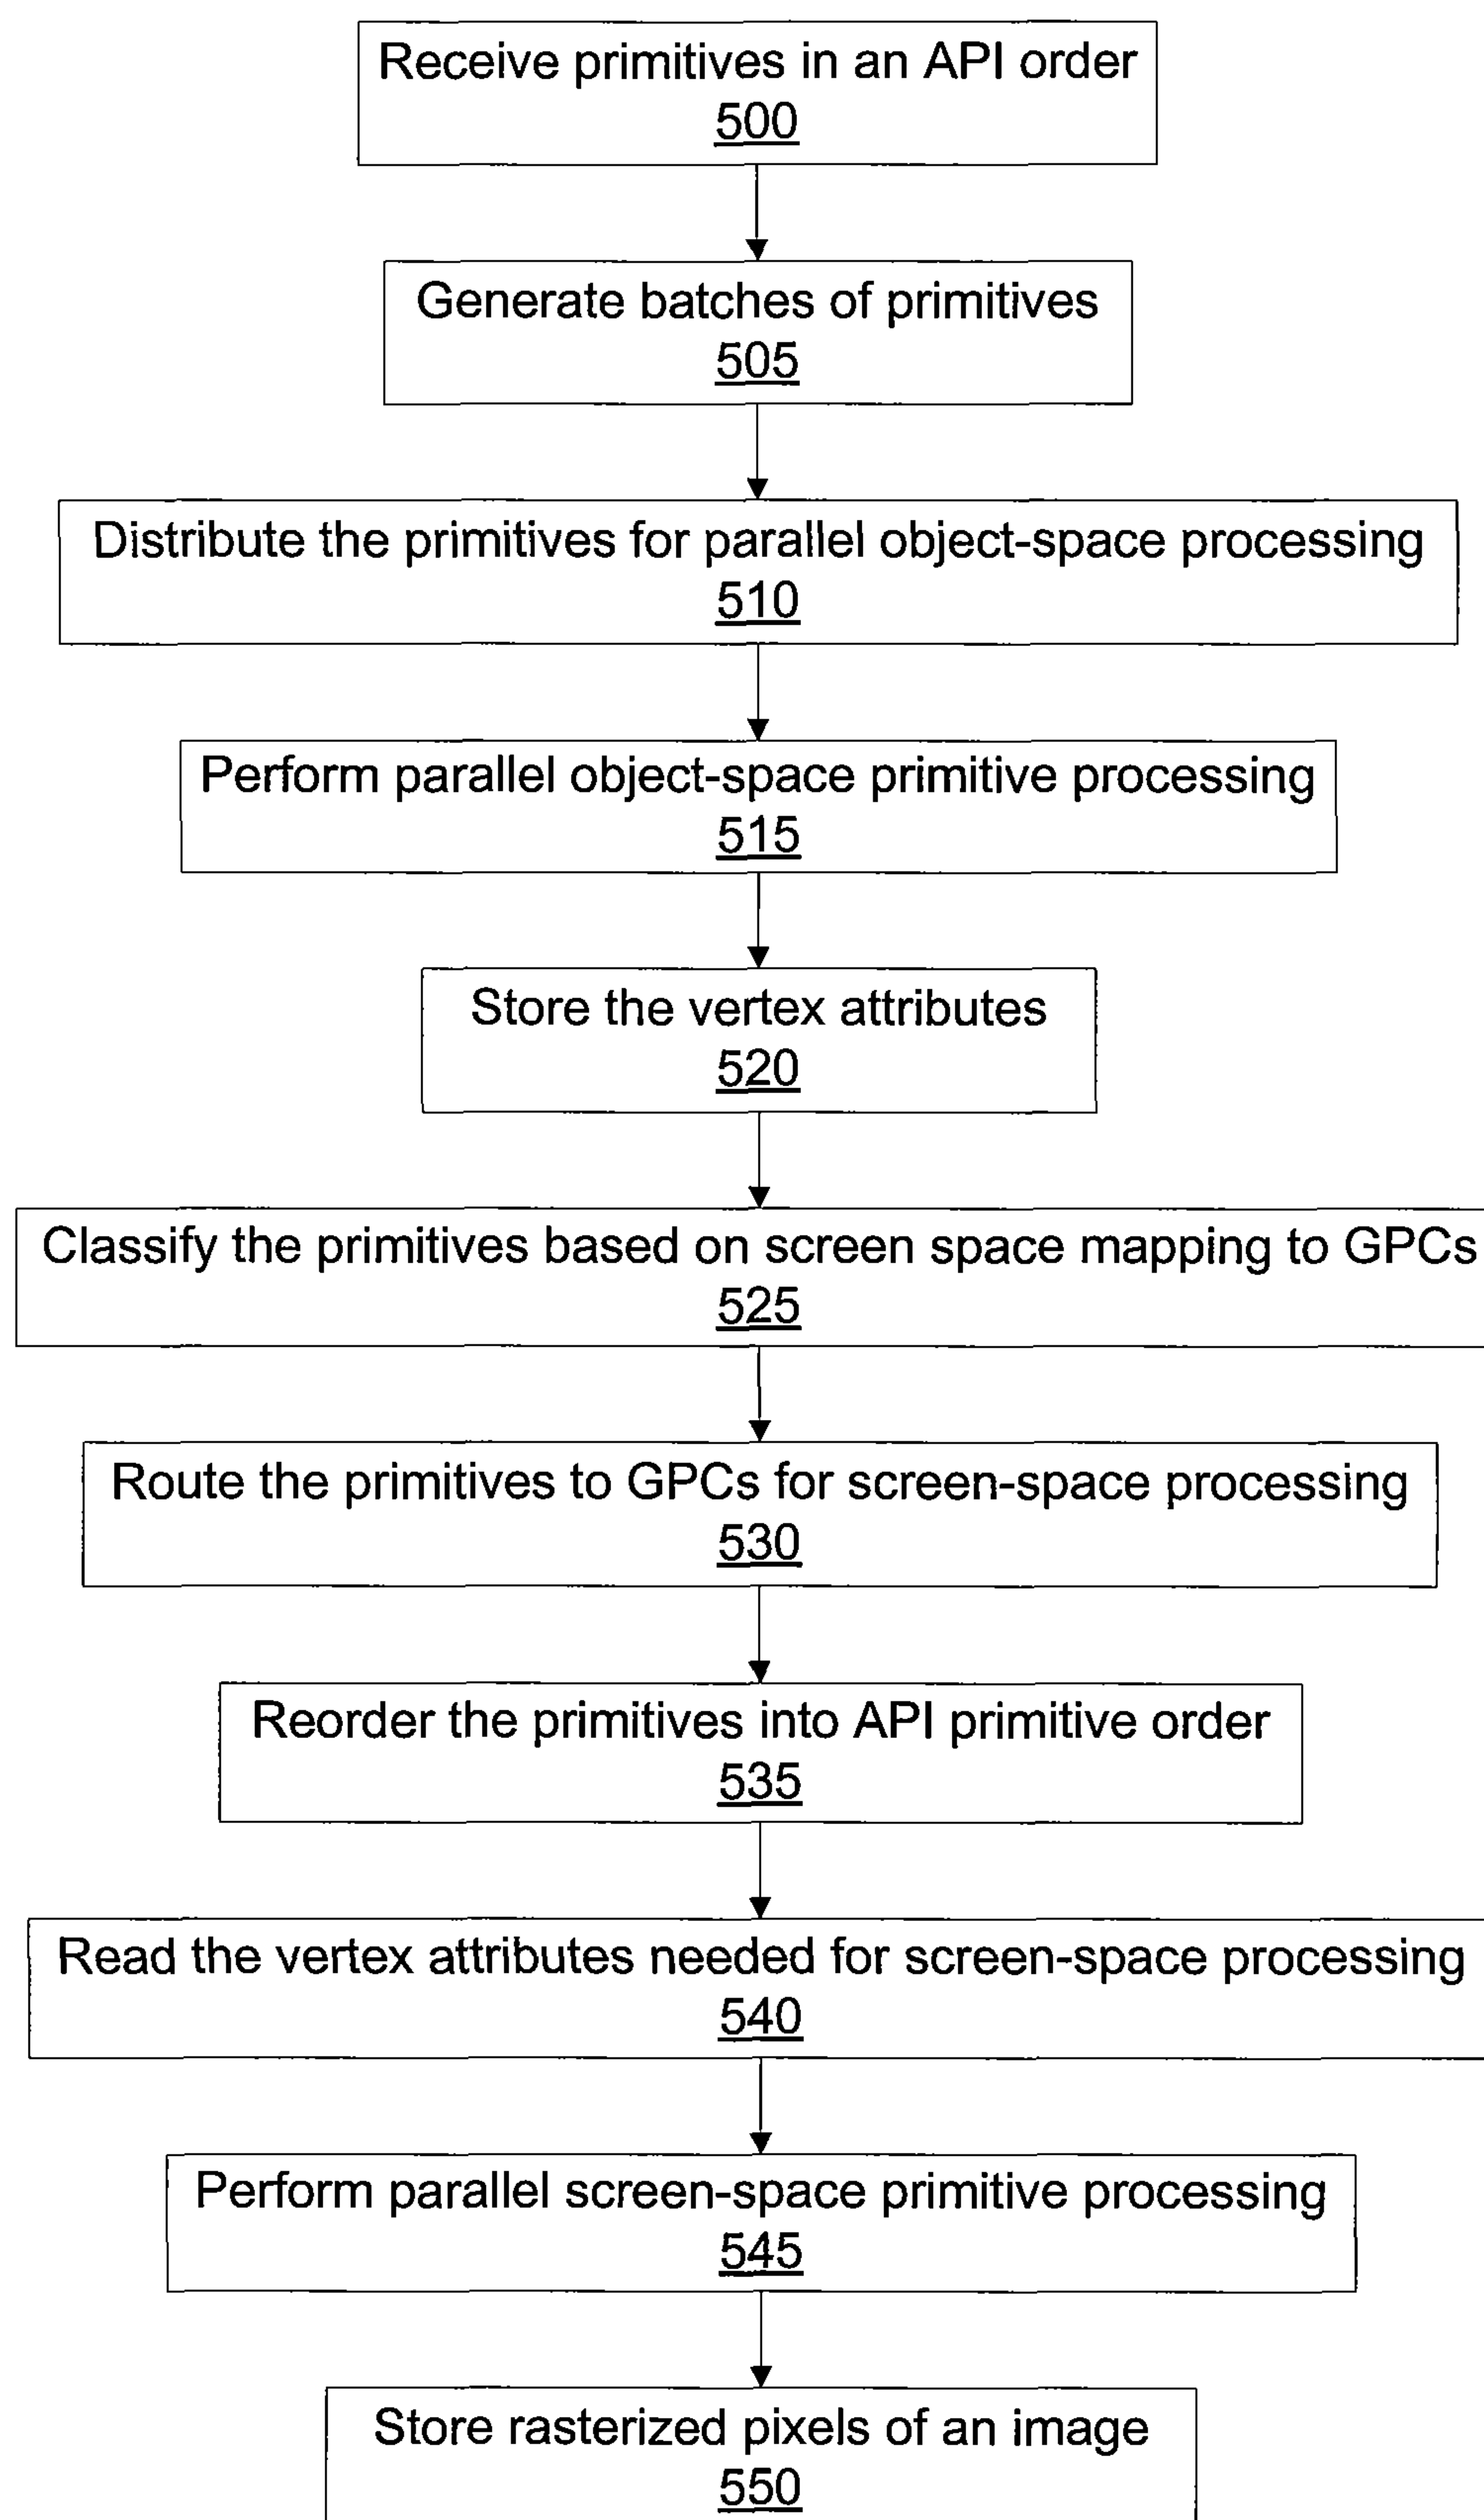 Receive primitives in an API order
500
Generate batches of primitives
505
Distribute the primitives for parallel object-space processing
510
Perform parallel object-space primitive processing
515
Store the vertex attributes
520
Classify the primitives based on screen space mapping to GPCs
525
Route the primitives to GPCs for screen-space processing
530
Reorder the primitives into API primitive order
535
Read the vertex attributes needed for screen-space processing
540
Perform parallel screen-space primitive processing
545
Store rasterized pixels of an image
550